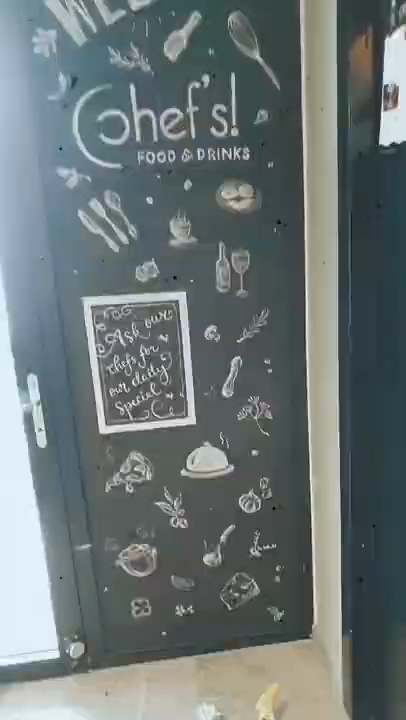 Chef's!
FOOD & DRINKS
Ask our
chefs for
our daily
Special